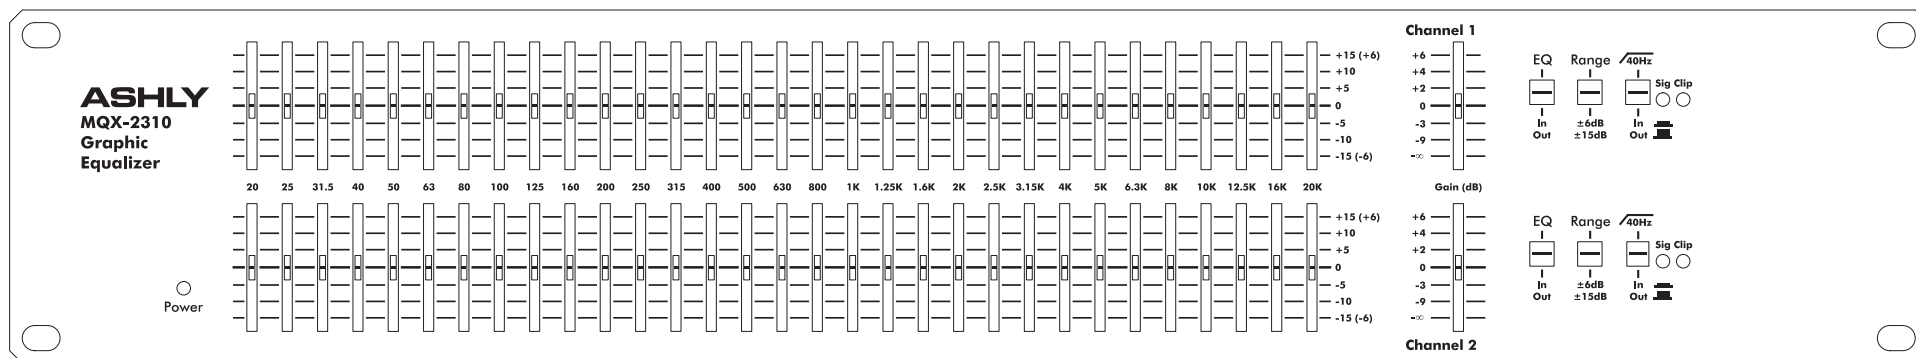 Channel 1
ASHLY
MQX-2310
Graphic
Equalizer
+15 (+6)
+10
+5
0
-5
-10
-15 (-6)
+6
+4
+2
0
-3
-9
-∞
EQ Range 40Hz
Sig Clip
In ±6dB In
Out ±15dB Out
20 25 31.5 40 50 63 80 100 125 160 200 250 315 400 500 630 800 1K 1.25K 1.6K 2K 2.5K 3.15K 4K 5K 6.3K 8K 10K 12.5K 16K 20K Gain (dB)
+15 (+6)
+10
+5
0
-5
-10
-15 (-6)
+6
+4
+2
0
-3
-9
-∞
EQ Range 40Hz
Sig Clip
In ±6dB In
Out ±15dB Out
Power
Channel 2